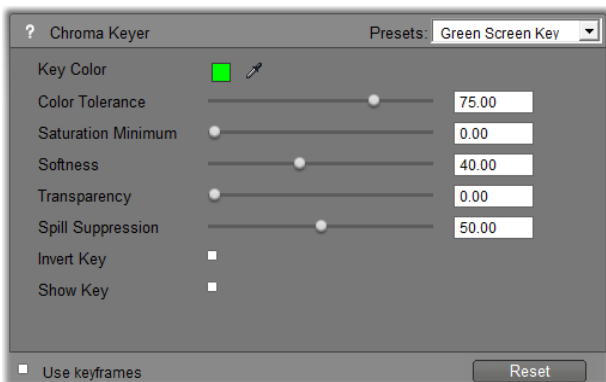 ? Chroma Keyer Presets: Green Screen Key
Key Color
Color Tolerance 75.00
Saturation Minimum 0.00
Softness 40.00
Transparency 0.00
Spill Suppression 50.00
Invert Key
Show Key
Use keyframes Reset